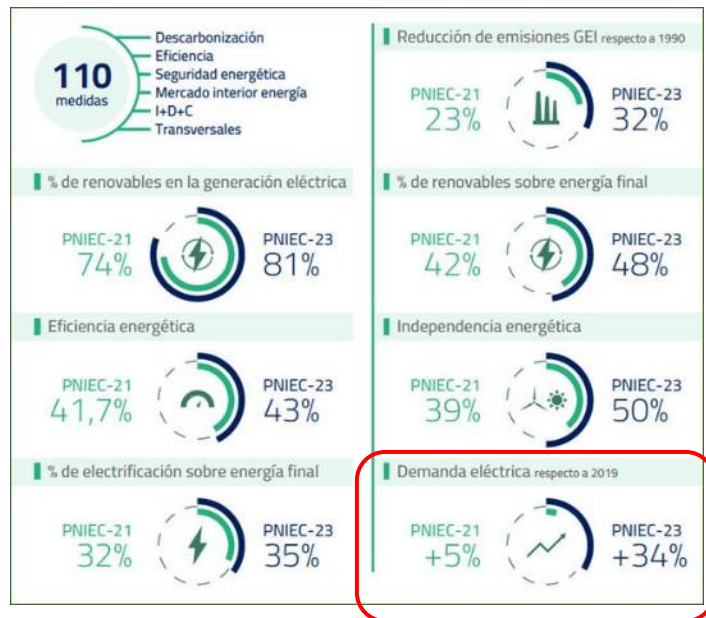 110
medidas
Descarbonización
Eficiencia
Seguridad energética
Mercado interior energía
I+D+C
Transversales
Reducción de emisiones GEI respecto a 1990
PNIEC-21
23%
PNIEC-23
32%
% de renovables en la generación eléctrica
PNIEC-21
74%
PNIEC-23
81%
% de renovables sobre energía final
PNIEC-21
42%
PNIEC-23
48%
Eficiencia energética
PNIEC-21
41,7%
PNIEC-23
43%
Independencia energética
PNIEC-21
39%
PNIEC-23
50%
% de electrificación sobre energía final
PNIEC-21
32%
PNIEC-23
35%
Demanda eléctrica respecto a 2019
PNIEC-21
+5%
PNIEC-23
+34%